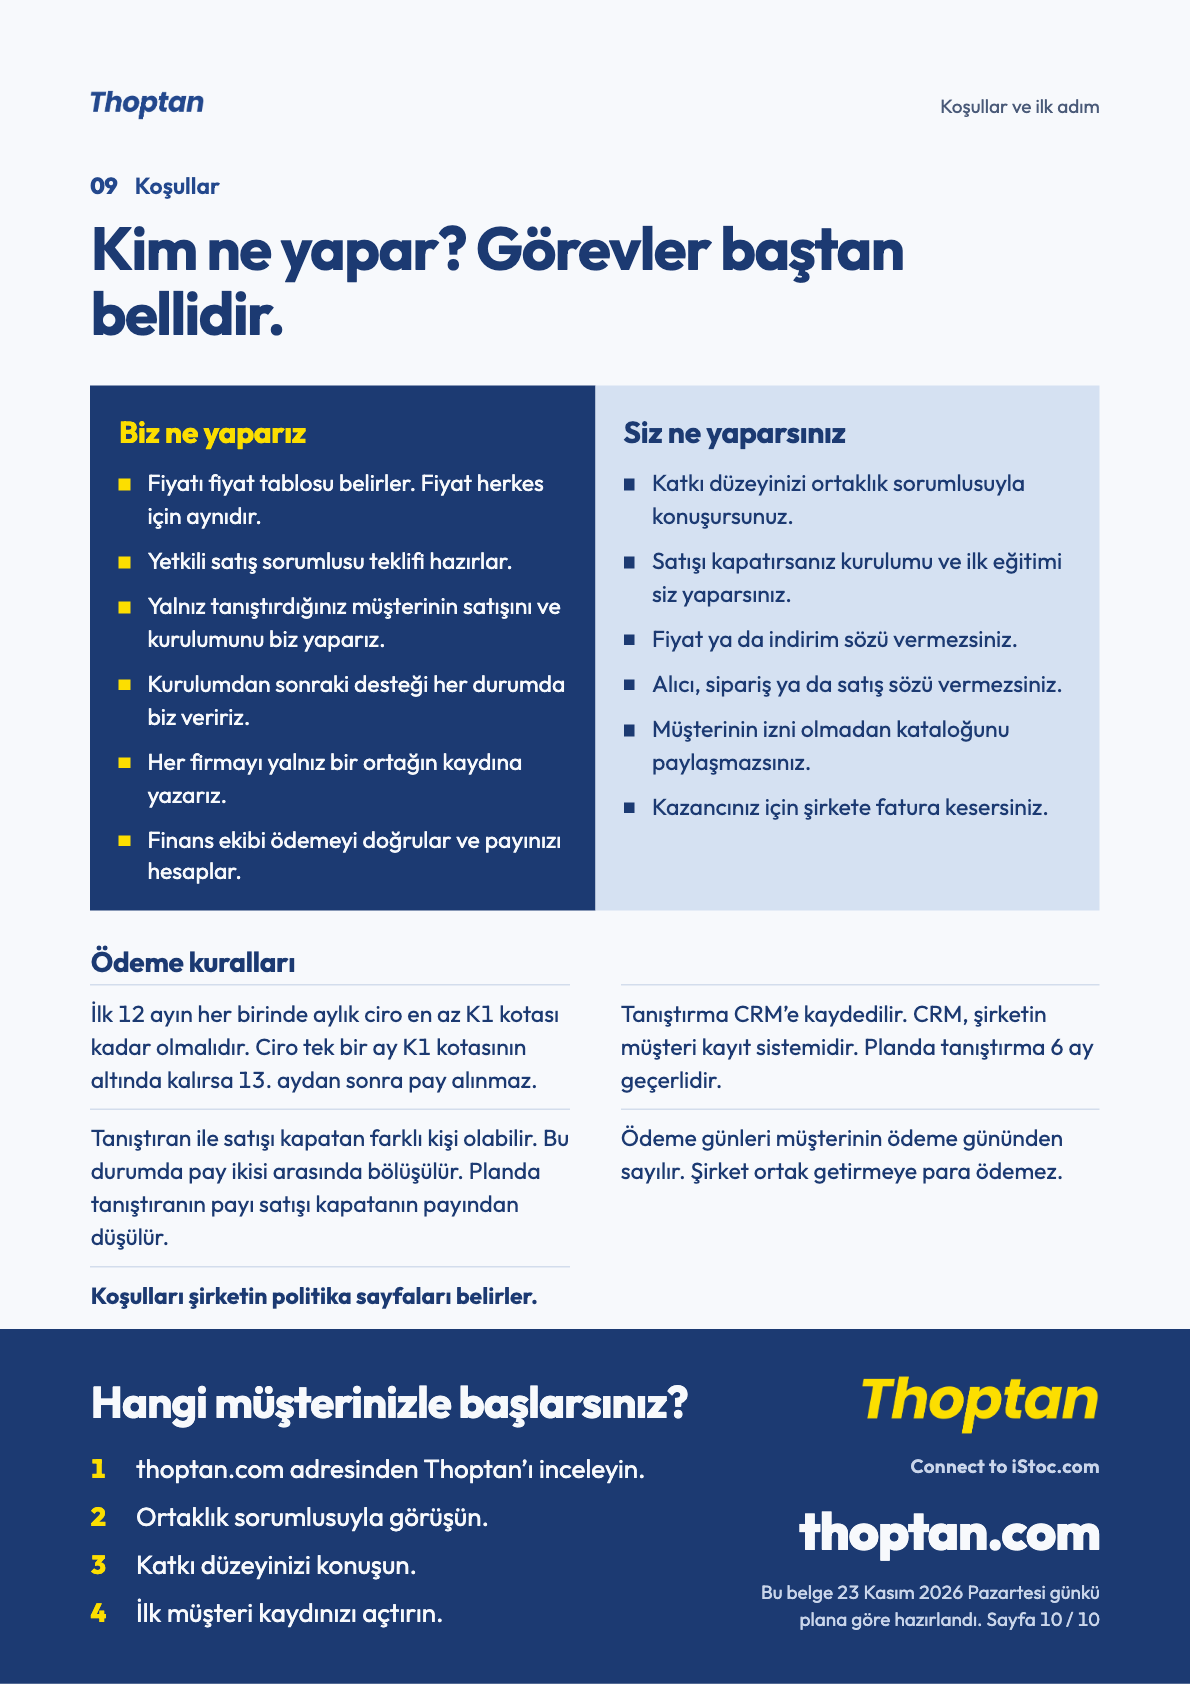 Thoptan
Koşullar ve ilk adım
09 Koşullar
Kim ne yapar? Görevler baştan
bellidir.
Biz ne yaparız
Fiyatı fiyat tablosu belirler. Fiyat herkes
için aynıdır.
Yetkili satış sorumlusu teklifi hazırlar.
Yalnız tanıştırdığınız müşterinin satışını ve
kurulumunu biz yaparız.
Kurulumdan sonraki desteği her durumda
biz veririz.
Her firmayı yalnız bir ortağın kaydına
yazarız.
Finans ekibi ödemeyi doğrular ve payınızı
hesaplar.
Siz ne yaparsınız
Katkı düzeyinizi ortaklık sorumlusuyla
konuşursunuz.
Satışı kapatırsanız kurulumu ve ilk eğitimi
siz yaparsınız.
Fiyat ya da indirim sözü vermezsiniz.
Alıcı, sipariş ya da satış sözü vermezsiniz.
Müşterinin izni olmadan kataloğunu
paylaşmazsınız.
Kazancınız için şirkete fatura kesersiniz.
Ödeme kuralları
İlk 12 ayın her birinde aylık ciro en az K1 kotası
kadar olmalıdır. Ciro tek bir ay K1 kotasının
altında kalırsa 13. aydan sonra pay alınmaz.
Tanıştıran ile satışı kapatan farklı kişi olabilir. Bu
durumda pay ikisi arasında bölüşülür. Planda
tanıştıranın payı satışı kapatanın payından
düşülür.
Koşulları şirketin politika sayfaları belirler.
Tanıştırma CRM’e kaydedilir. CRM, şirketin
müşteri kayıt sistemidir. Planda tanıştırma 6 ay
geçerlidir.
Ödeme günleri müşterinin ödeme gününden
sayılır. Şirket ortak getirmeye para ödemez.
Hangi müşterinizle başlarsınız?
1 thoptan.com adresinden Thoptan’ı inceleyin.
2 Ortaklık sorumlusuyla görüşün.
3 Katkı düzeyinizi konuşun.
4 İlk müşteri kaydınızı açtırın.
Thoptan
Connect to iStoc.com
thoptan.com
Bu belge 23 Kasım 2026 Pazartesi günkü
plana göre hazırlandı. Sayfa 10 / 10